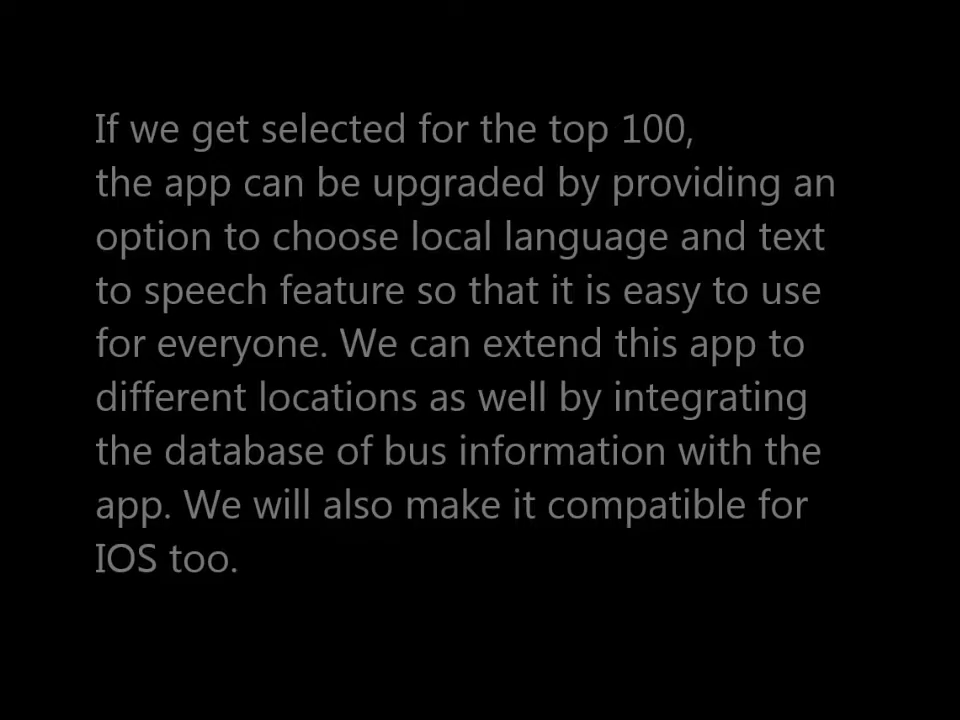 If we get selected for the top 100,
the app can be upgraded by providing an
option to choose local language and text
to speech feature so that it is easy to use
for everyone. We can extend this app to
different locations as well by integrating
the database of bus information with the
app. We will also make it compatible for
IOS too.